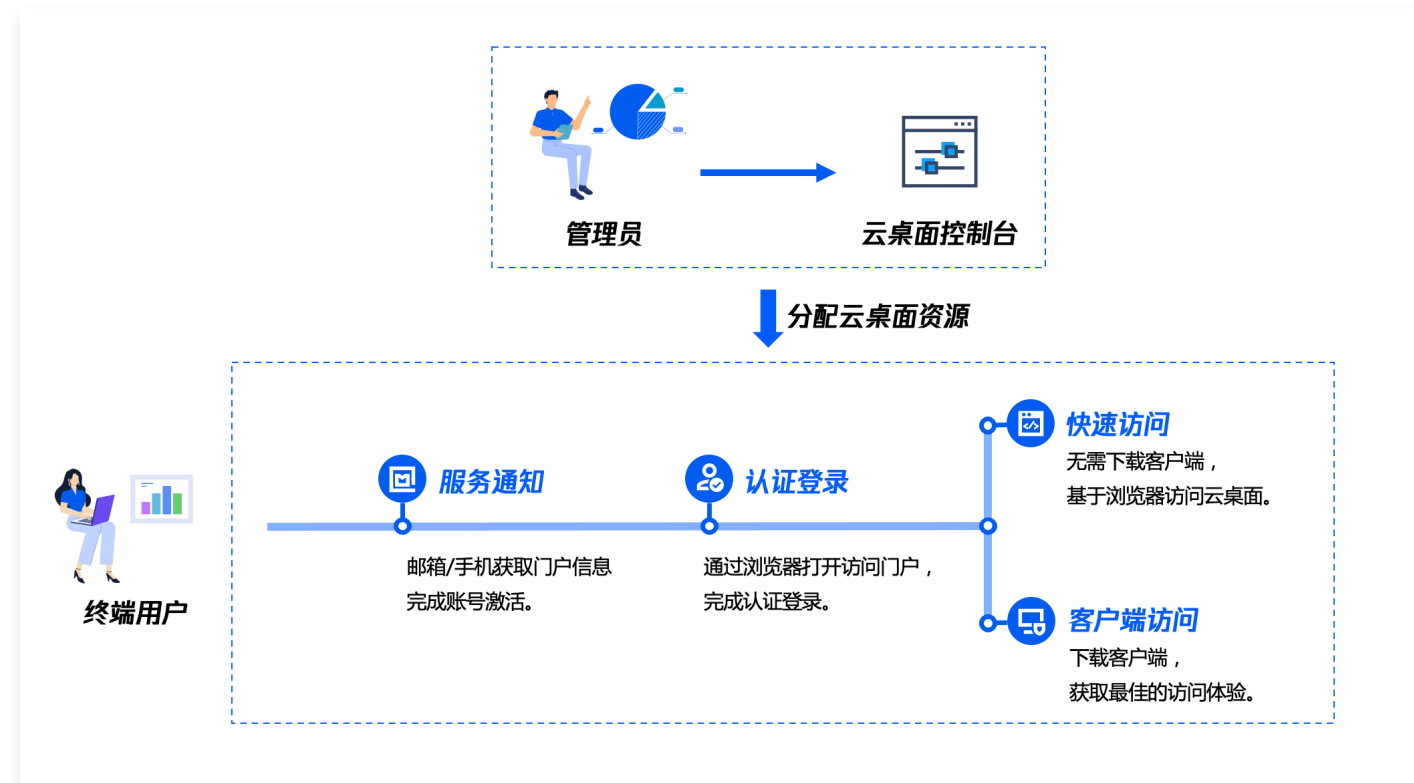 管理员
云桌面控制台
分配云桌面资源
终端用户
服务通知
邮箱/手机获取门户信息
完成账号激活。
认证登录
通过浏览器打开访问门户，
完成认证登录。
快速访问
无需下载客户端，
基于浏览器访问云桌面。
客户端访问
下载客户端，
获取最佳的访问体验。